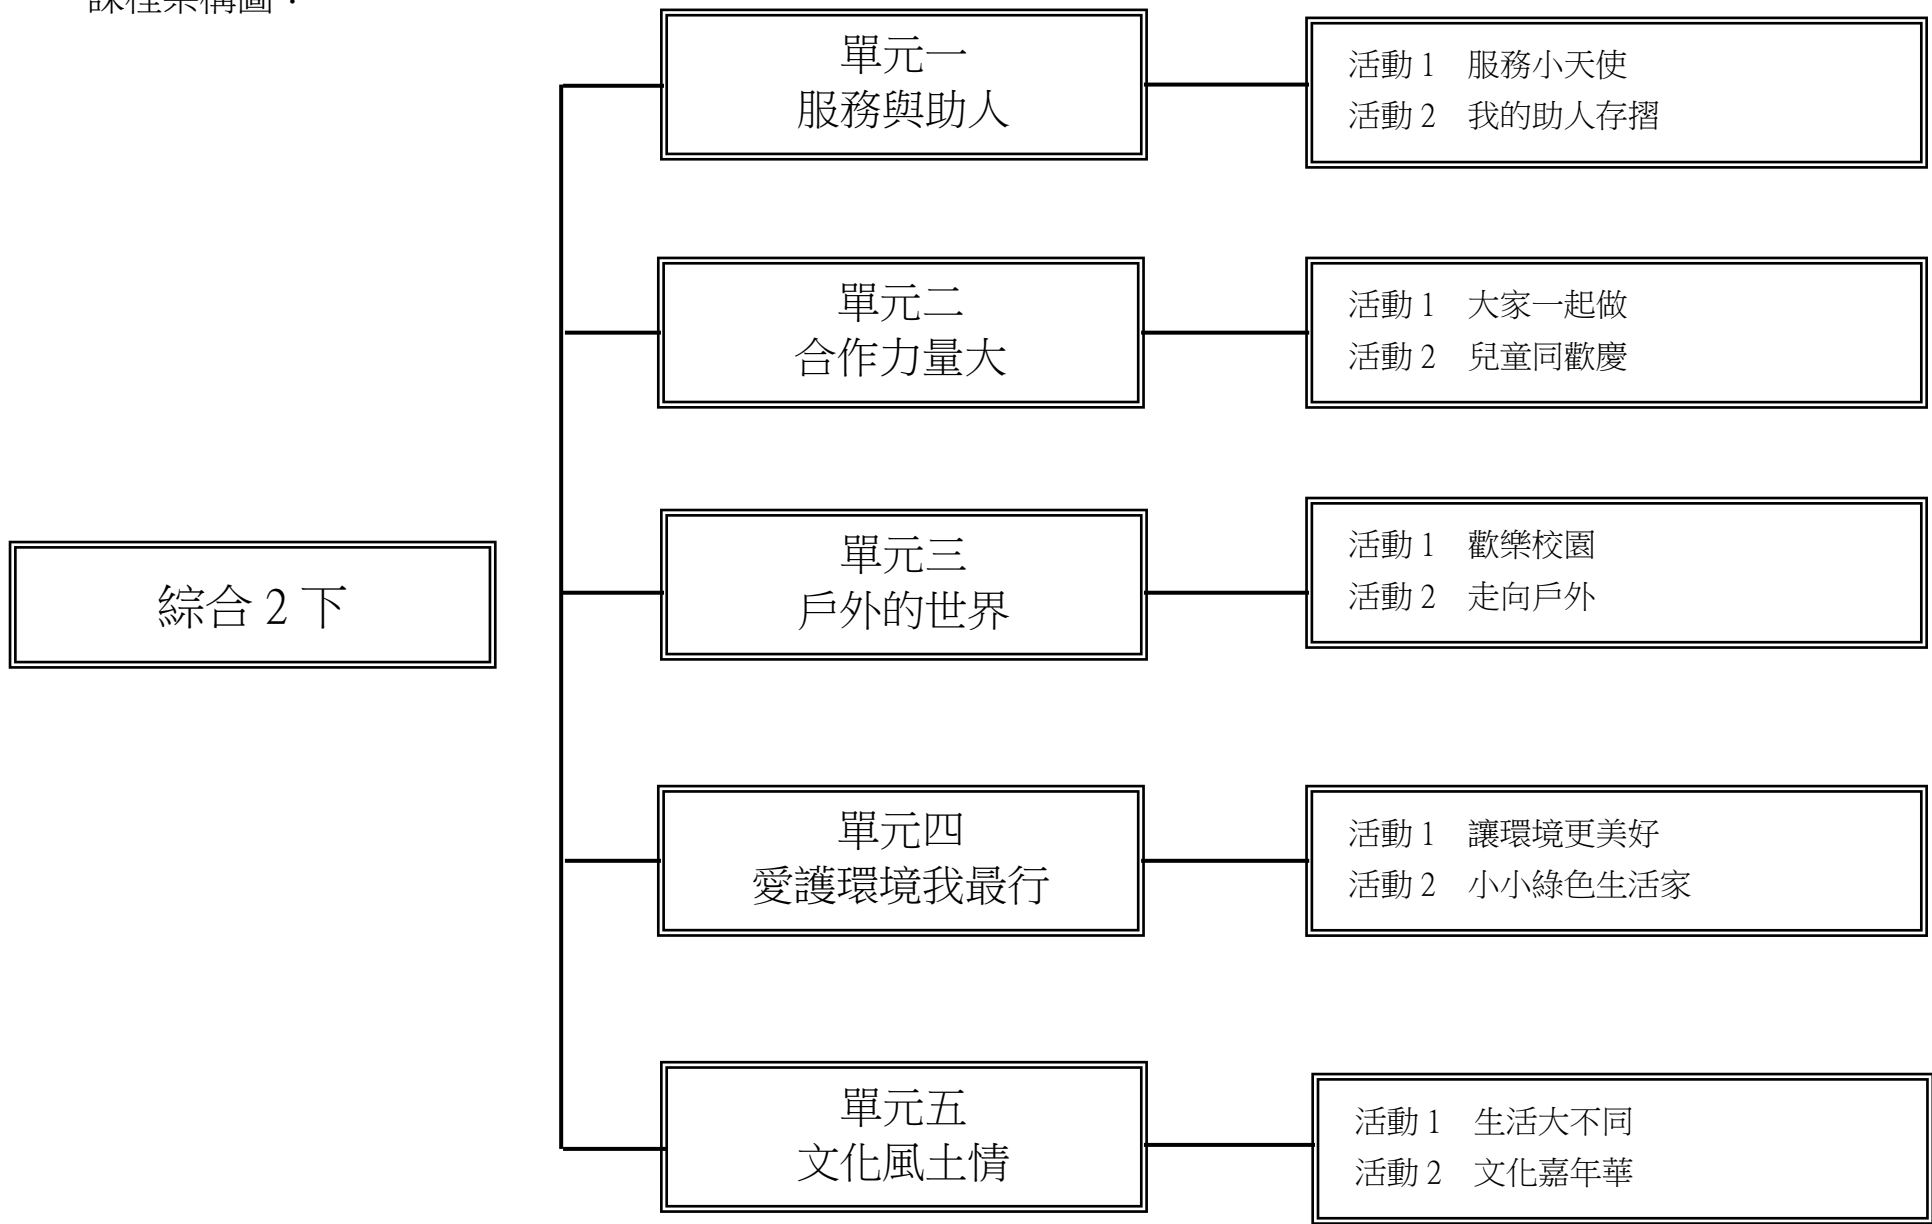 課程架構圖：
單元一
服務與助人
活動 1　服務小天使
活動 2　我的助人存摺
單元二
合作力量大
活動 1　大家一起做
活動 2　兒童同歡慶
綜合 2 下
單元三
戶外的世界
活動 1　歡樂校園
活動 2　走向戶外
單元四
愛護環境我最行
活動 1　讓環境更美好
活動 2　小小綠色生活家
單元五
文化風土情
活動 1　生活大不同
活動 2　文化嘉年華